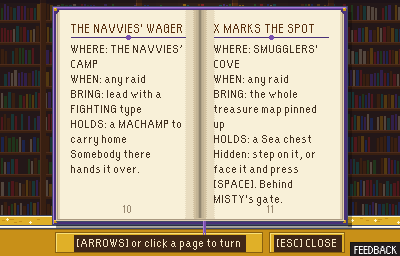 THE NAVVIES' WAGER
WHERE: THE NAVVIES'
CAMP
WHEN: any raid
BRING: lead with a
FIGHTING type
HOLDS: a MACHAMP to
carry home
Somebody there
hands it over.
10
X MARKS THE SPOT
WHERE: SMUGGLERS'
COVE
WHEN: any raid
BRING: the whole
treasure map pinned
up
HOLDS: a Sea chest
Hidden: step on it, or
face it and press
[SPACE]. Behind
MISTY's gate.
11
[ARROWS] or click a page to turn
[ESC] CLOSE
FEEDBACK